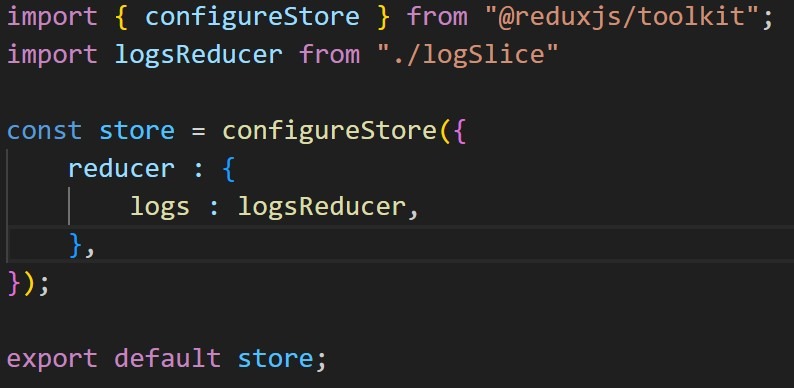 import { configureStore } from "@reduxjs/toolkit";
import logsReducer from "./logSlice"
const store = configureStore({
    reducer : {
        logs : logsReducer,
    },
});
export default store;